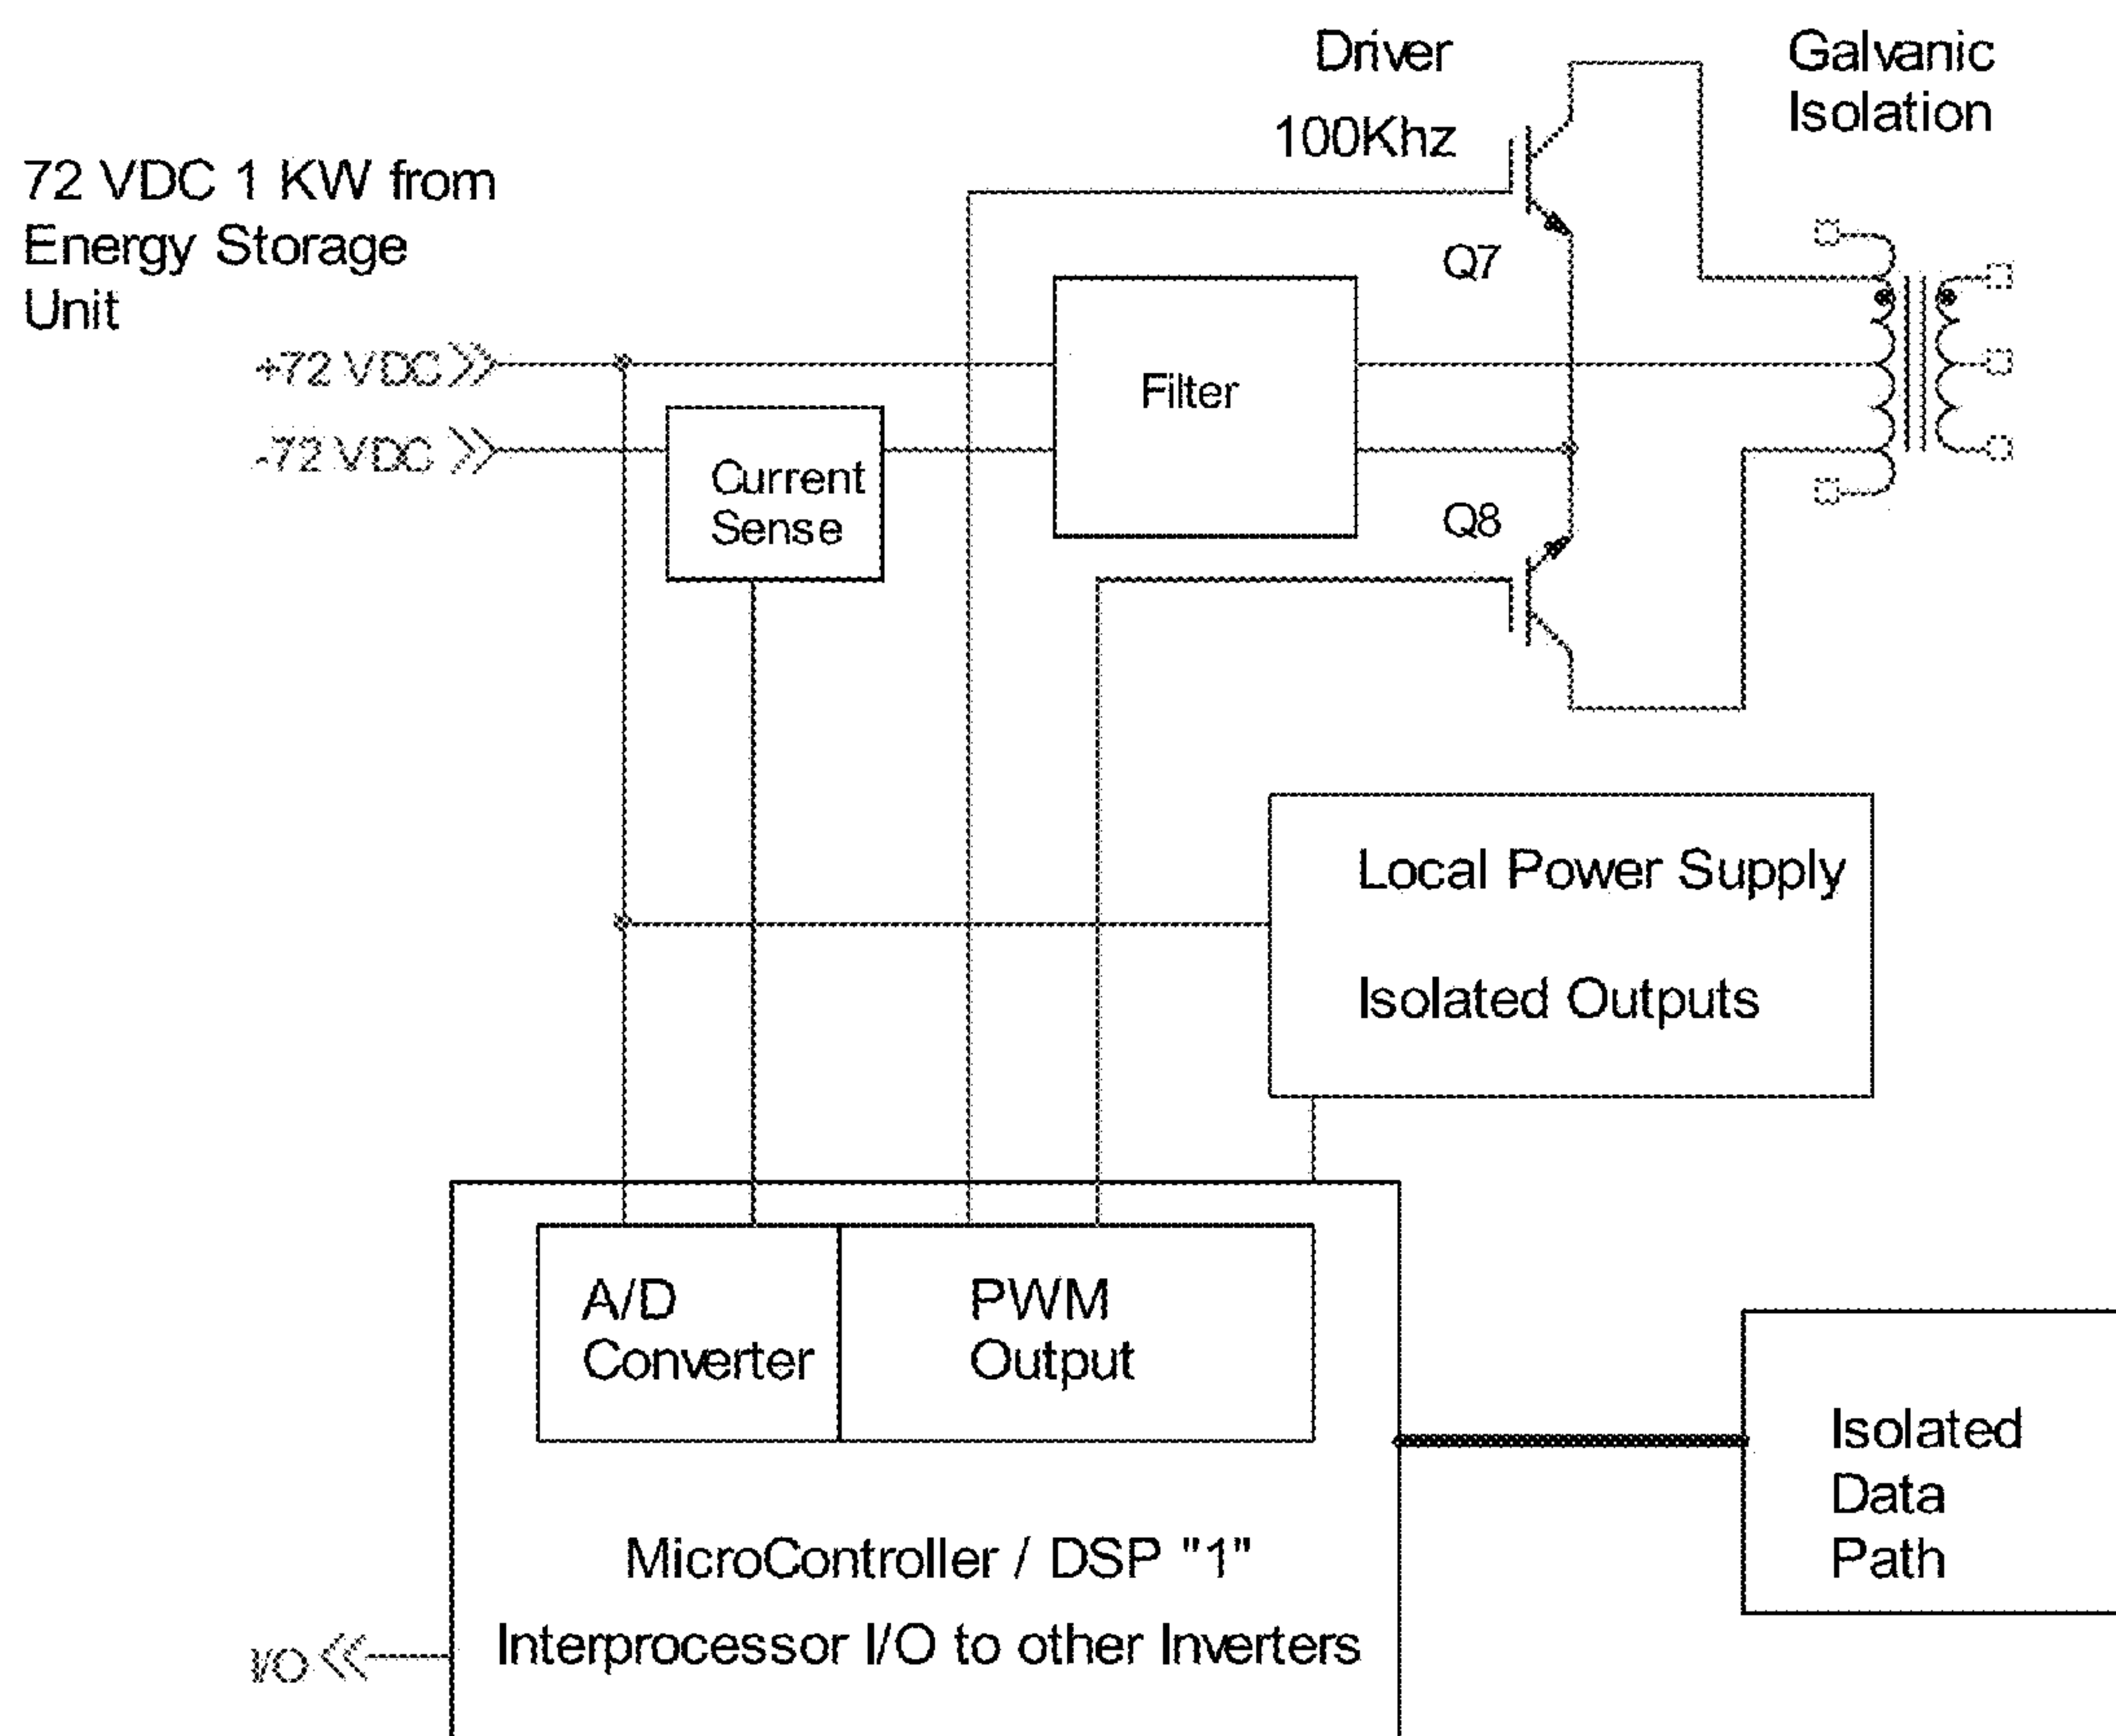 Driver
100Khz
Galvanic
Isolation
72 VDC 1 KW from
Energy Storage
Unit
Q7
+72 VDC
-72 VDC
Filter
Current
Sense
Q8
Local Power Supply
Isolated Outputs
A/D
Converter
PWM
Output
Isolated
Data
Path
MicroController / DSP "1"
Interprocessor I/O to other Inverters
I/O